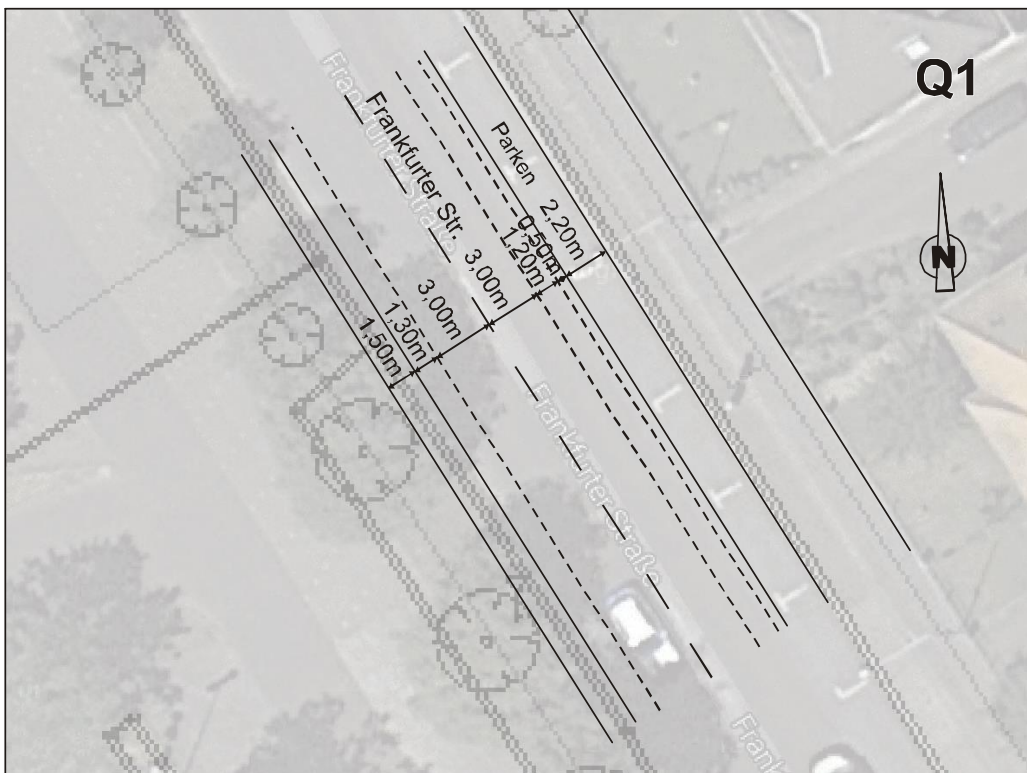 Q1
N
Frankfurter Straße
Frankfurter Str.
Parken
2,20m
0,50m
1,20m
3,00m
3,00m
1,30m
1,50m
Frankfurter Straße
Frank